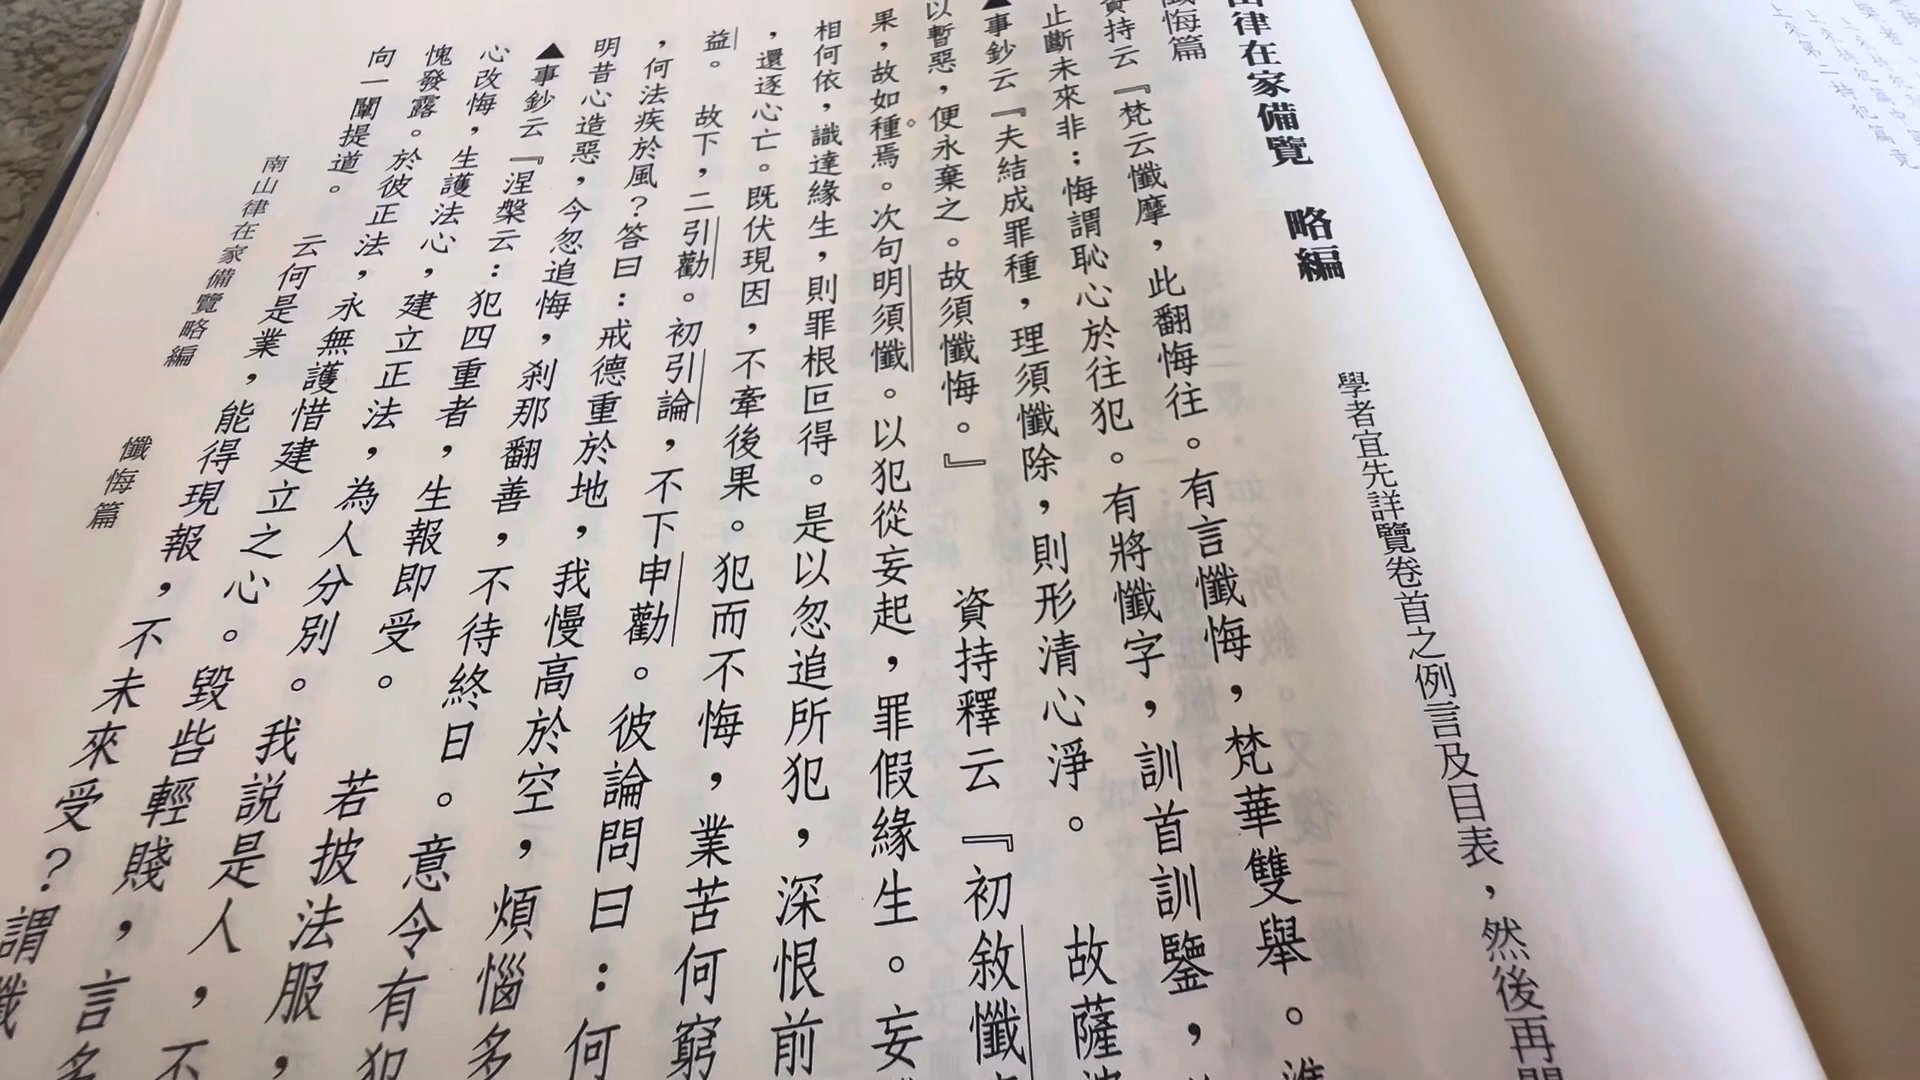 山律在家備覽　略編　學者宜先詳覽卷首之例言及目表，然後再
懺悔篇
資持云『梵云懺摩，此翻悔往。有言懺悔，梵華雙舉。準
止斷未來非；悔謂恥心於往犯。有將懺字，訓首訓鑒，
▲事鈔云『夫結成罪種，理須懺除，則形清心淨。　故薩
以暫惡，便永棄之。故須懺悔。』　資持釋云『初敘懺
果，故如種焉。次句明須懺。以犯從妄起，罪假緣生。妄
相何依，識達緣生，則罪根叵得。是以忽追所犯，深恨前
，還逐心亡。既伏現因，不牽後果。犯而不悔，業苦何窮
益。　故下，二引勸。初引論，不下申勸。彼論問曰：何
，何法疾於風？答曰：戒德重於地，我慢高於空，煩惱多
明昔心造惡，今忽追悔，剎那翻善，不待終日。意令有犯
▲事鈔云『涅槃云：犯四重者，生報即受。　若披法服，
心改悔，生護法心，建立正法，為人分別。我說是人，不
愧發露。於彼正法，永無護惜建立之心。毀些輕賤，言多
向一闡提道。　云何是業，能得現報，不未來受？謂懺
南山律在家備覽略編　懺悔篇